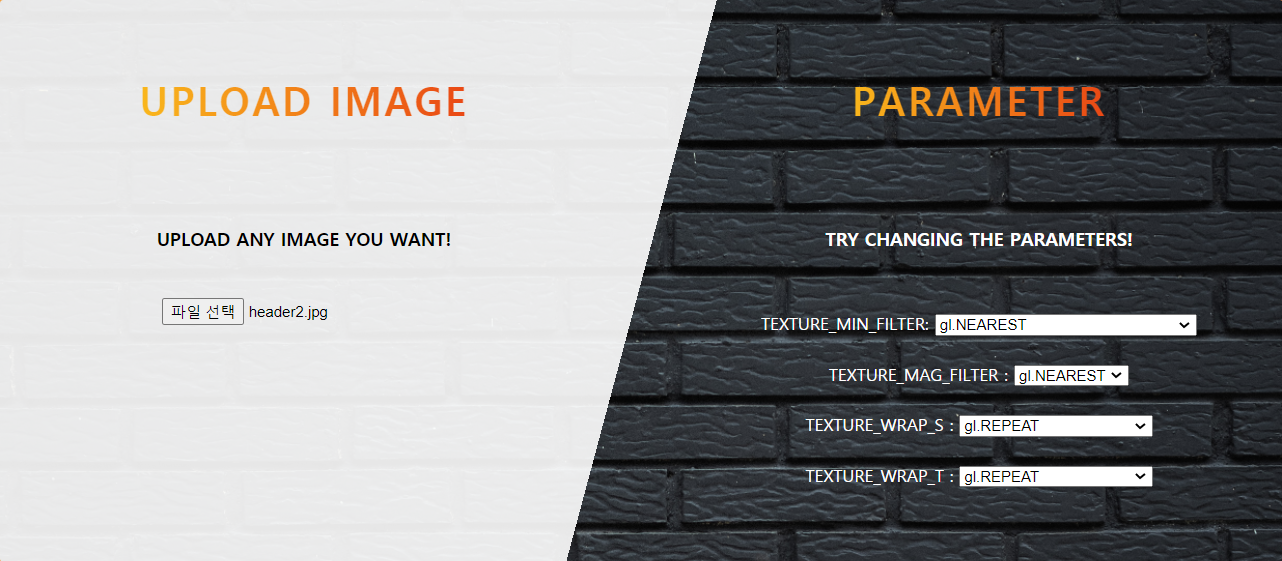 UPLOAD IMAGE
UPLOAD ANY IMAGE YOU WANT!
파일 선택 header2.jpg
PARAMETER
TRY CHANGING THE PARAMETERS!
TEXTURE_MIN_FILTER: gl.NEAREST
TEXTURE_MAG_FILTER : gl.NEAREST
TEXTURE_WRAP_S : gl.REPEAT
TEXTURE_WRAP_T : gl.REPEAT